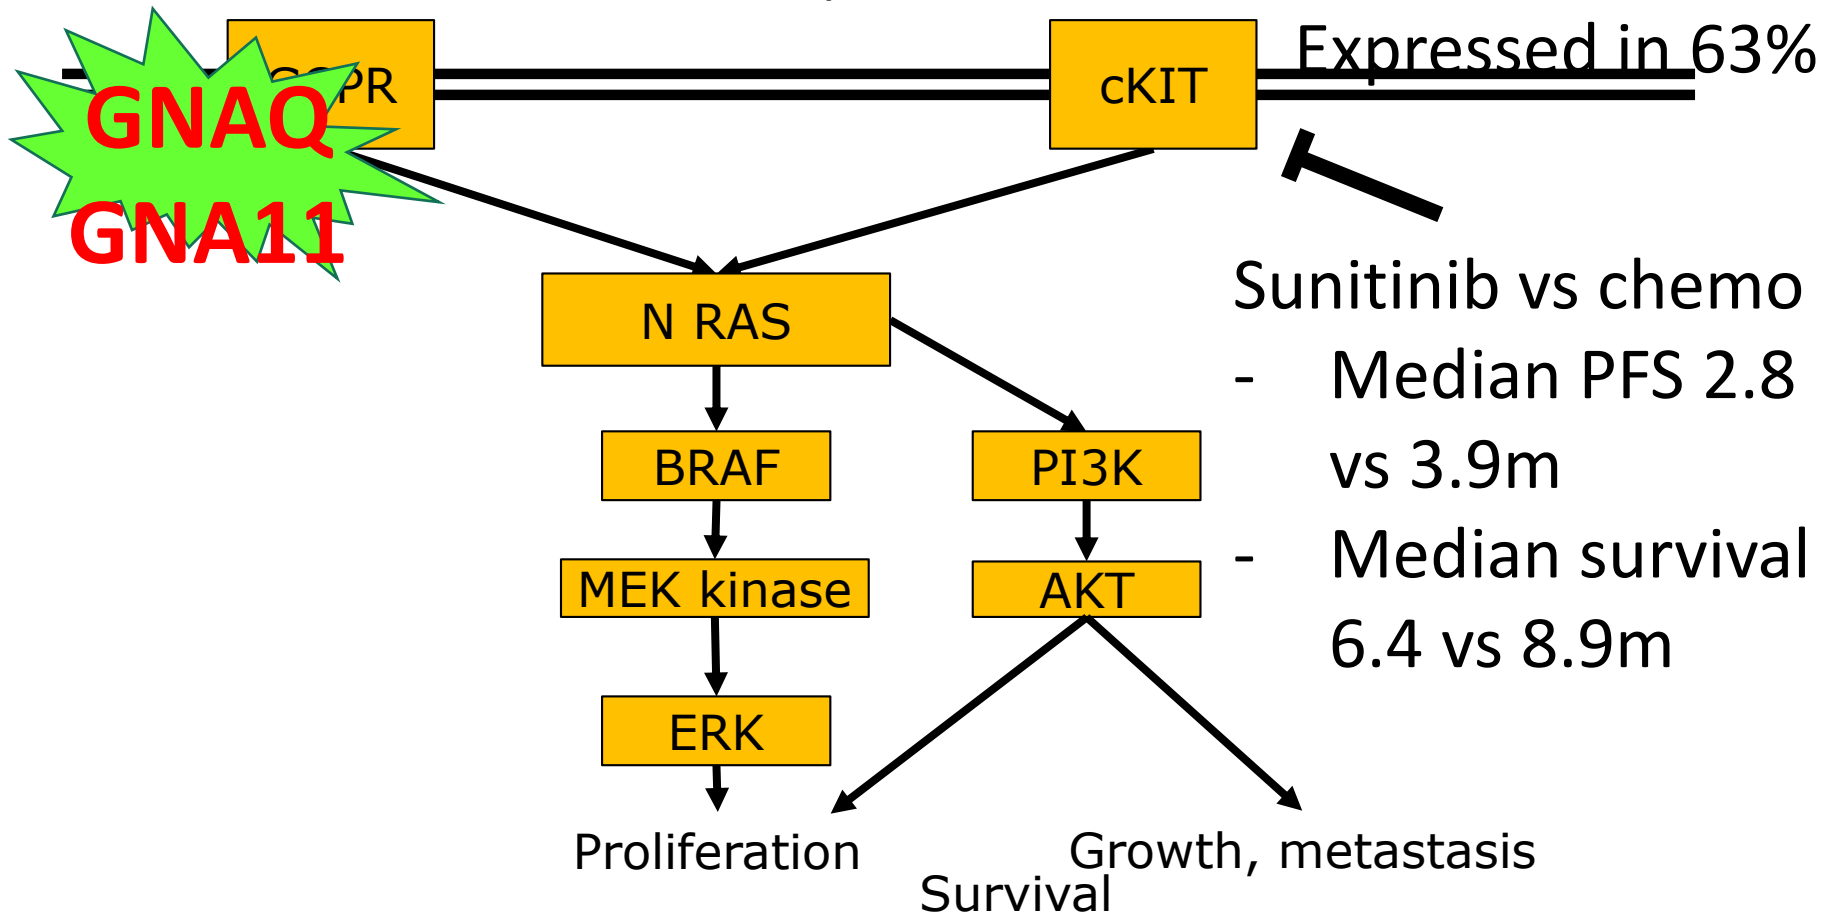 GNAQ
GNA11
cKIT
Expressed in 63%
N RAS
BRAF
MEK kinase
ERK
PI3K
AKT
Sunitinib vs chemo
- Median PFS 2.8
vs 3.9m
- Median survival
6.4 vs 8.9m
Proliferation
Growth, metastasis
Survival